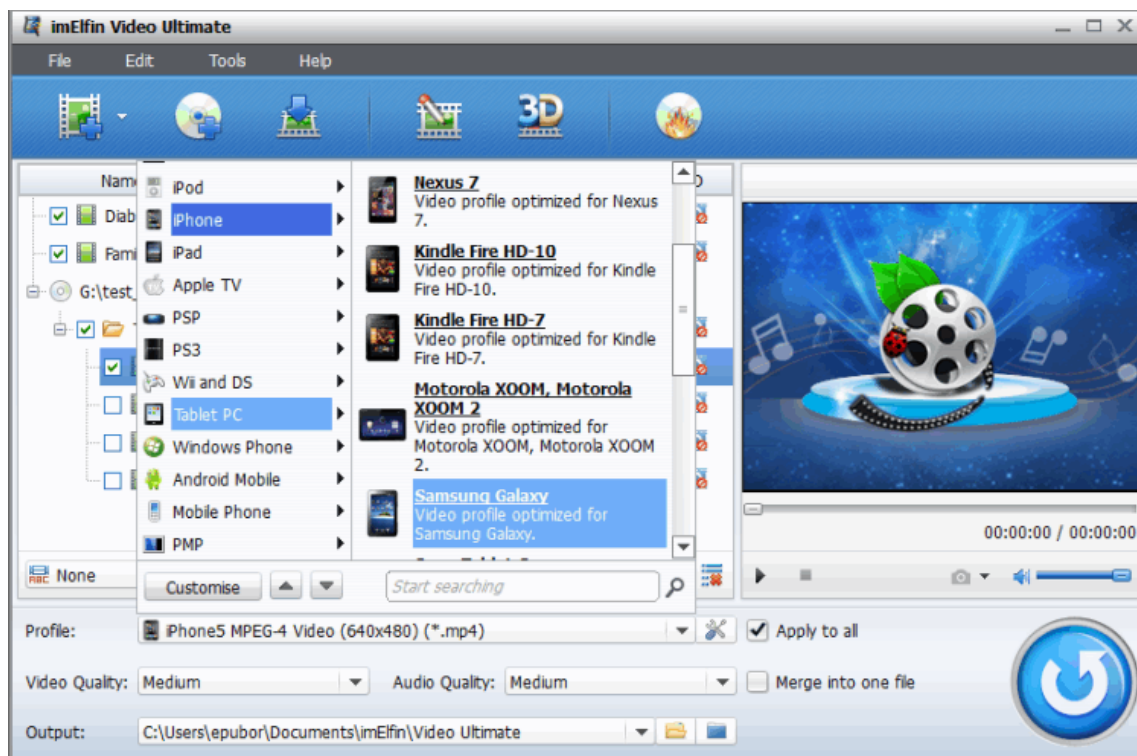 imElfin Video Ultimate
File Edit Tools Help
3D
Nam
Diab
Fami
G:\test_
iPod
iPhone
iPad
Apple TV
PSP
PS3
Wii and DS
Tablet PC
Windows Phone
Android Mobile
Mobile Phone
PMP
Nexus 7
Video profile optimized for Nexus
7.
Kindle Fire HD-10
Video profile optimized for Kindle
Fire HD-10.
Kindle Fire HD-7
Video profile optimized for Kindle
Fire HD-7.
Motorola XOOM, Motorola
XOOM 2
Video profile optimized for
Motorola XOOM, Motorola XOOM
2.
Samsung Galaxy
Video profile optimized for
Samsung Galaxy.
00:00:00 / 00:00:00
ABC None
Customise Start searching
Profile: iPhone5 MPEG-4 Video (640x480) (*.mp4) Apply to all
Video Quality: Medium Audio Quality: Medium Merge into one file
Output: C:\Users\epubor\Documents\imElfin\Video Ultimate